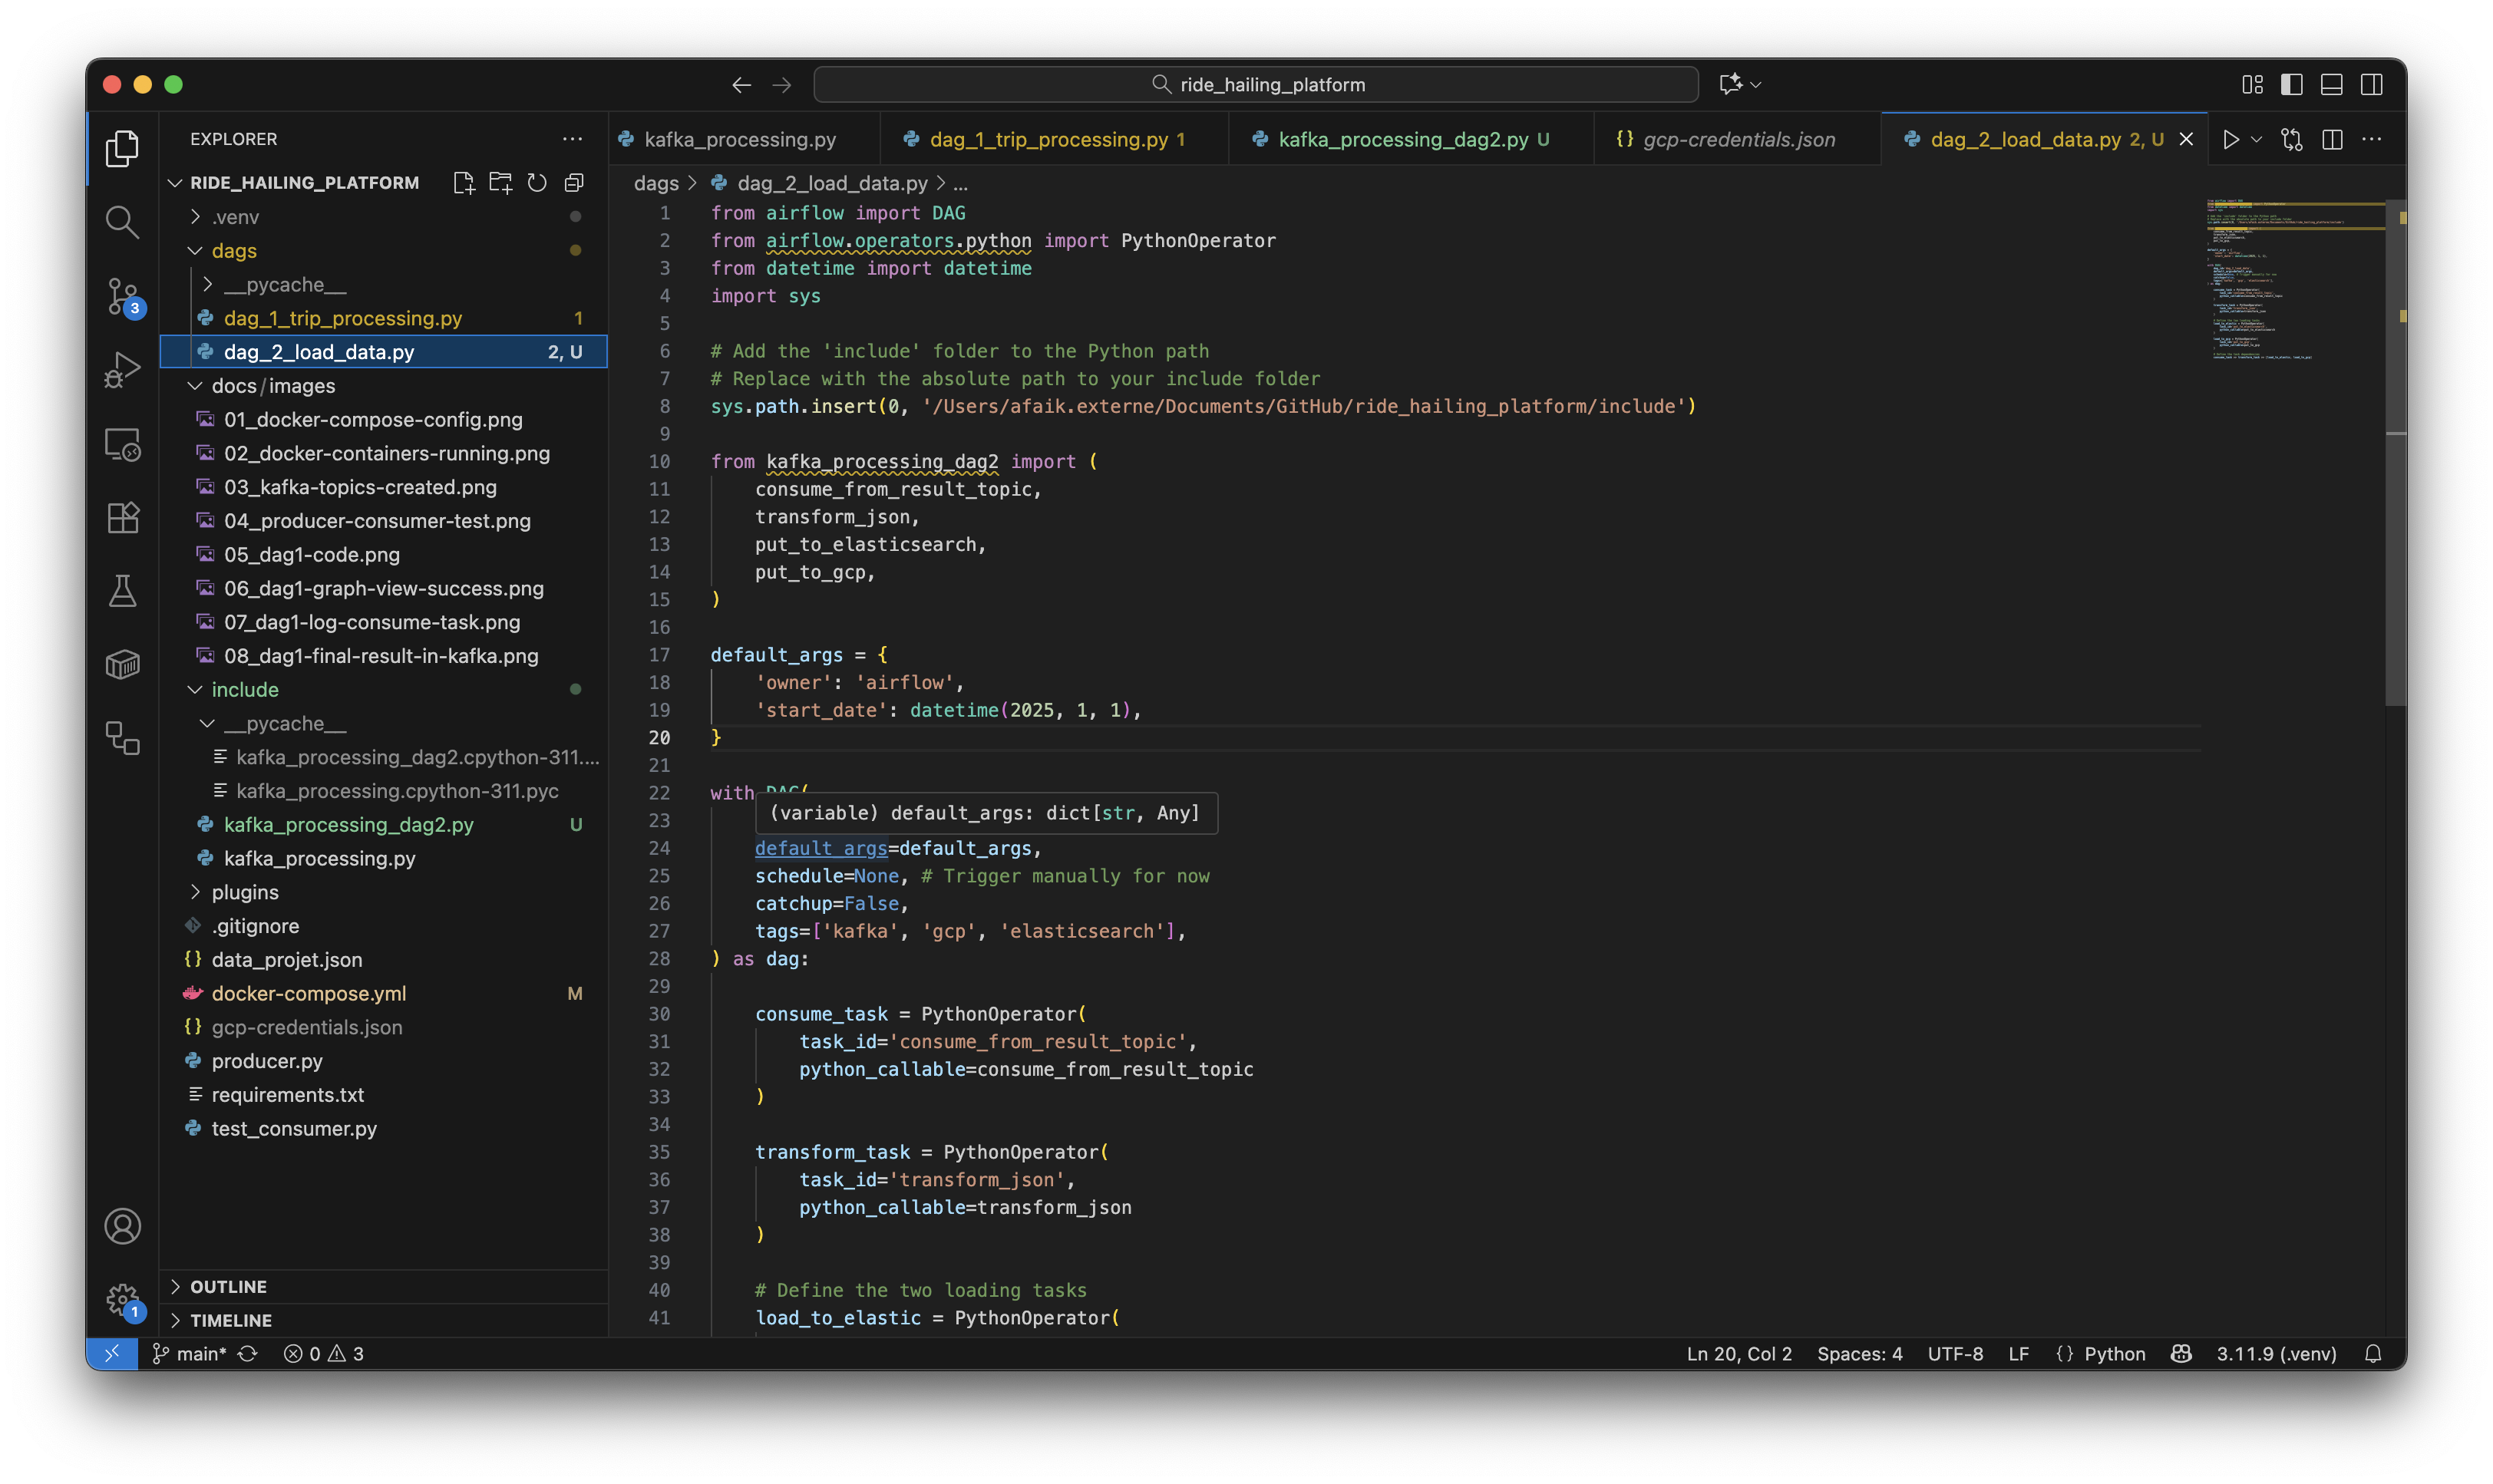 ride_hailing_platform
EXPLORER
RIDE_HAILING_PLATFORM
.venv
dags
__pycache__
dag_1_trip_processing.py 1
dag_2_load_data.py 2, U
docs/images
01_docker-compose-config.png
02_docker-containers-running.png
03_kafka-topics-created.png
04_producer-consumer-test.png
05_dag1-code.png
06_dag1-graph-view-success.png
07_dag1-log-consume-task.png
08_dag1-final-result-in-kafka.png
include
__pycache__
kafka_processing_dag2.cpython-311....
kafka_processing.cpython-311.pyc
kafka_processing_dag2.py U
kafka_processing.py
plugins
.gitignore
data_projet.json
docker-compose.yml M
gcp-credentials.json
producer.py
requirements.txt
test_consumer.py
OUTLINE
TIMELINE
3
1
kafka_processing.py
dag_1_trip_processing.py 1
kafka_processing_dag2.py U
{} gcp-credentials.json
dag_2_load_data.py 2, U
dags > dag_2_load_data.py > ...
1 from airflow import DAG
2 from airflow.operators.python import PythonOperator
3 from datetime import datetime
4 import sys
5
6 # Add the 'include' folder to the Python path
7 # Replace with the absolute path to your include folder
8 sys.path.insert(0, '/Users/afaik.externe/Documents/GitHub/ride_hailing_platform/include')
9
10 from kafka_processing_dag2 import (
11 consume_from_result_topic,
12 transform_json,
13 put_to_elasticsearch,
14 put_to_gcp,
15 )
16
17 default_args = {
18 'owner': 'airflow',
19 'start_date': datetime(2025, 1, 1),
20 }
21
22 with DAG(
(variable) default_args: dict[str, Any]
23
24 default_args=default_args,
25 schedule=None, # Trigger manually for now
26 catchup=False,
27 tags=['kafka', 'gcp', 'elasticsearch'],
28 ) as dag:
29
30 consume_task = PythonOperator(
31 task_id='consume_from_result_topic',
32 python_callable=consume_from_result_topic
33 )
34
35 transform_task = PythonOperator(
36 task_id='transform_json',
37 python_callable=transform_json
38 )
39
40 # Define the two loading tasks
41 load_to_elastic = PythonOperator(
main* 0 3
Ln 20, Col 2 Spaces: 4 UTF-8 LF {} Python 3.11.9 (.venv)